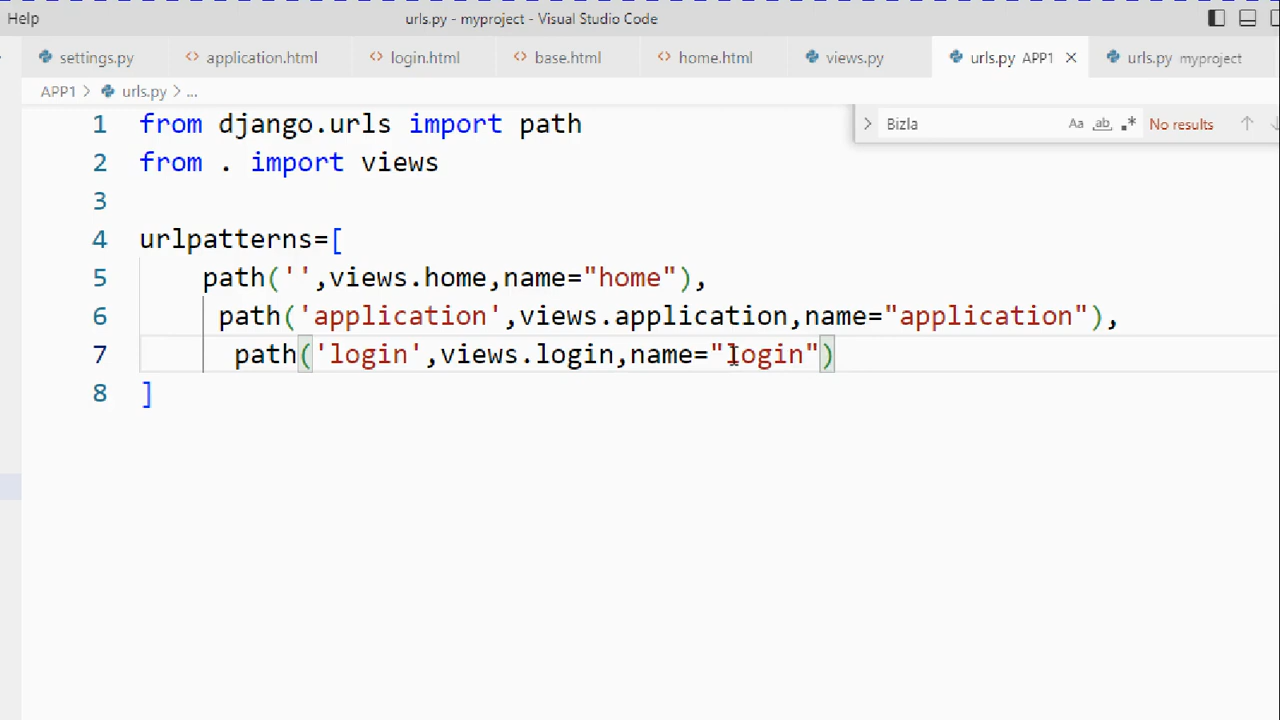 Help urls.py - myproject - Visual Studio Code
settings.py application.html login.html base.html home.html views.py urls.py APP1 urls.py myproject
APP1 > urls.py > ...
Bizla Aa ab .* No results
1 from django.urls import path
2 from . import views
3
4 urlpatterns=[
5 path('',views.home,name="home"),
6 path('application',views.application,name="application"),
7 path('login',views.login,name="login")
8 ]